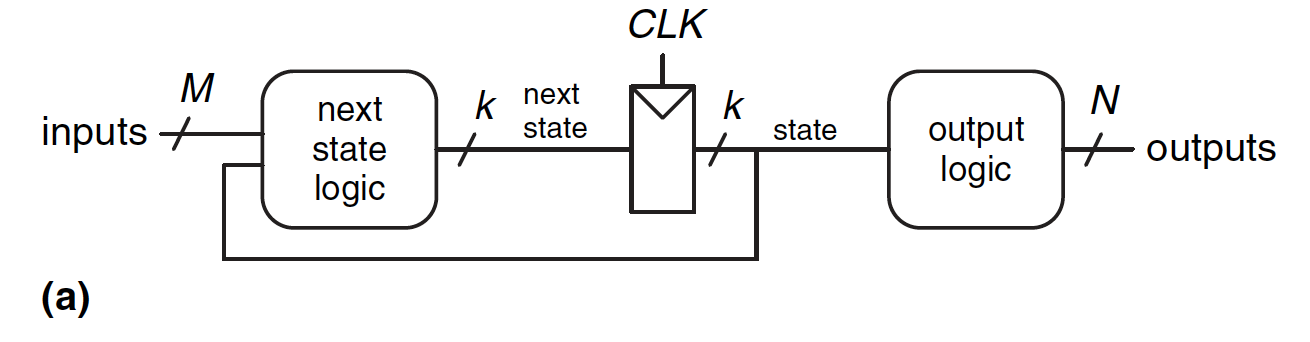 CLK
inputs
M
next
state
logic
k
next
state
k
state
output
logic
N
outputs
(a)